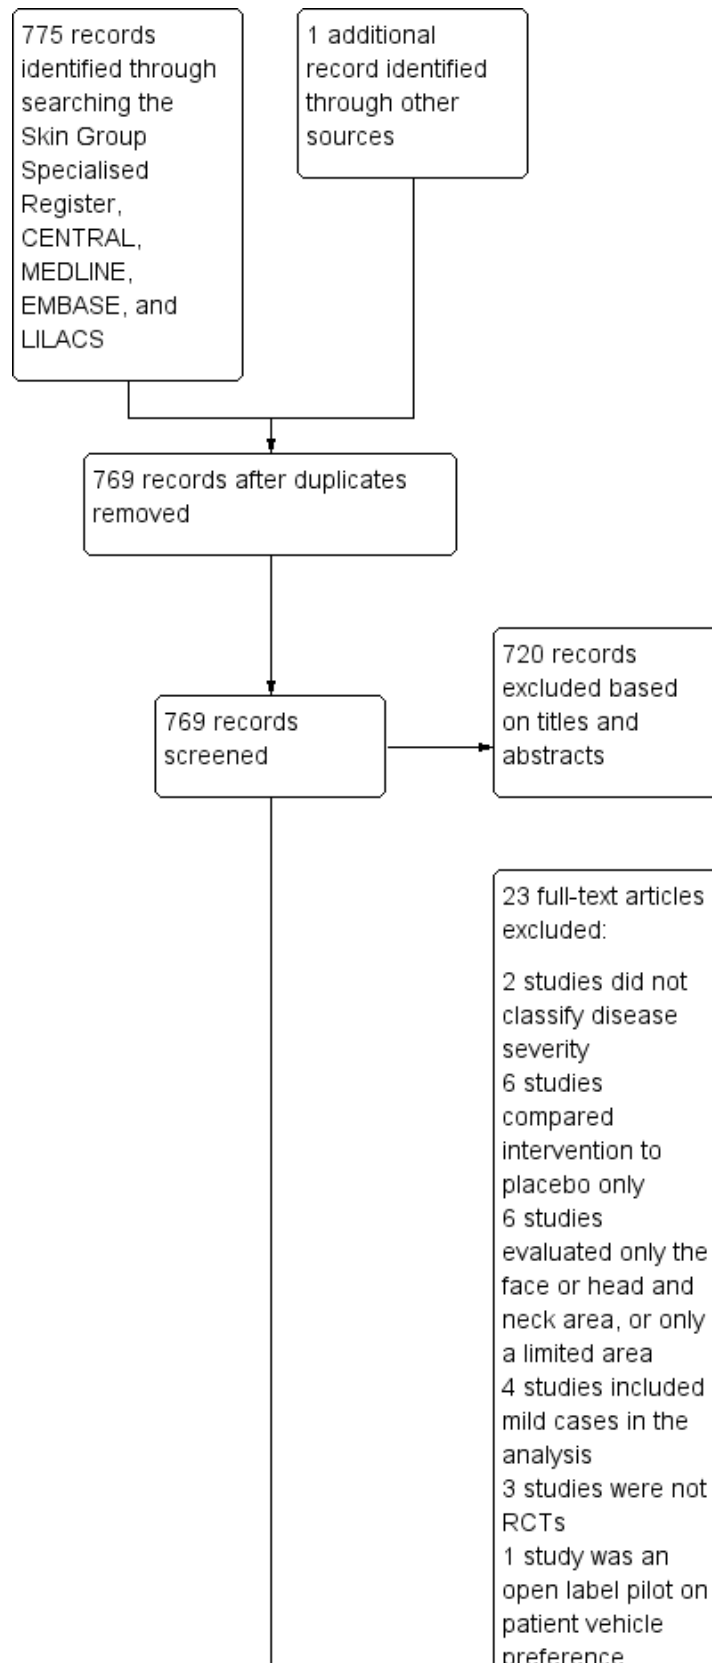 775 records
identified through
searching the
Skin Group
Specialised
Register,
CENTRAL,
MEDLINE,
EMBASE, and
LILACS
1 additional
record identified
through other
sources
769 records after duplicates
removed
769 records
screened
720 records
excluded based
on titles and
abstracts
23 full-text articles
excluded:
2 studies did not
classify disease
severity
6 studies
compared
intervention to
placebo only
6 studies
evaluated only the
face or head and
neck area, or only
a limited area
4 studies included
mild cases in the
analysis
3 studies were not
RCTs
1 study was an
open label pilot on
patient vehicle
preference